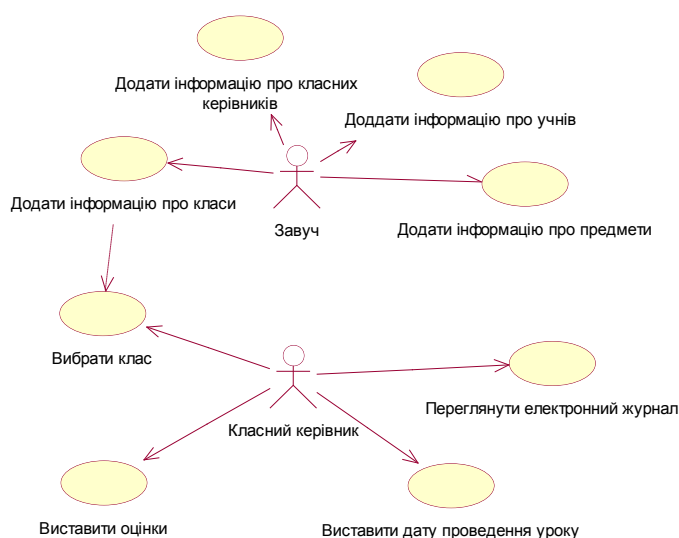 Додати інформацію про класних
керівників
Доддати інформацію про учнів
Додати інформацію про класи
Завуч
Додати інформацію про предмети
Вибрати клас
Класний керівник
Переглянути електронний журнал
Виставити оцінки
Виставити дату проведення уроку